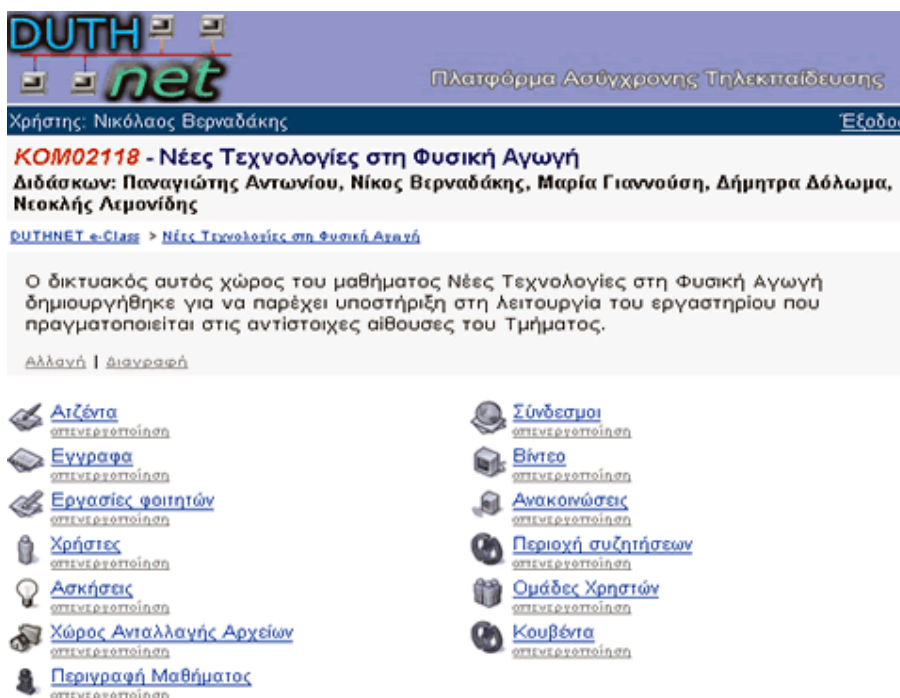 DUTH
net
Πλατφόρμα Ασύγχρονης Τηλεκπαίδευσης
Χρήστης: Νικόλαος Βερναδάκης Έξοδος
ΚΟΜ02118 - Νέες Τεχνολογίες στη Φυσική Αγωγή
Διδάσκων: Παναγιώτης Αντωνίου, Νίκος Βερναδάκης, Μαρία Γιαννούση, Δήμητρα Δόλωμα,
Νεοκλής Λεμονίδης
DUTHNET e-Class > Νέες Τεχνολογίες στη Φυσική Αγωγή
Ο δικτυακός αυτός χώρος του μαθήματος Νέες Τεχνολογίες στη Φυσική Αγωγή
δημιουργήθηκε για να παρέχει υποστήριξη στη λειτουργία του εργαστηρίου που
πραγματοποιείται στις αντίστοιχες αίθουσες του Τμήματος.
Αλλαγή | Διαγραφή
Ατζέντα
απενεργοποίηση
Εγγραφα
απενεργοποίηση
Εργασίες φοιτητών
απενεργοποίηση
Χρήστες
απενεργοποίηση
Ασκήσεις
απενεργοποίηση
Χώρος Ανταλλαγής Αρχείων
απενεργοποίηση
Περιγραφή Μαθήματος
απενεργοποίηση
Σύνδεσμοι
απενεργοποίηση
Βίντεο
απενεργοποίηση
Ανακοινώσεις
απενεργοποίηση
Περιοχή συζητήσεων
απενεργοποίηση
Ομάδες Χρηστών
απενεργοποίηση
Κουβέντα
απενεργοποίηση